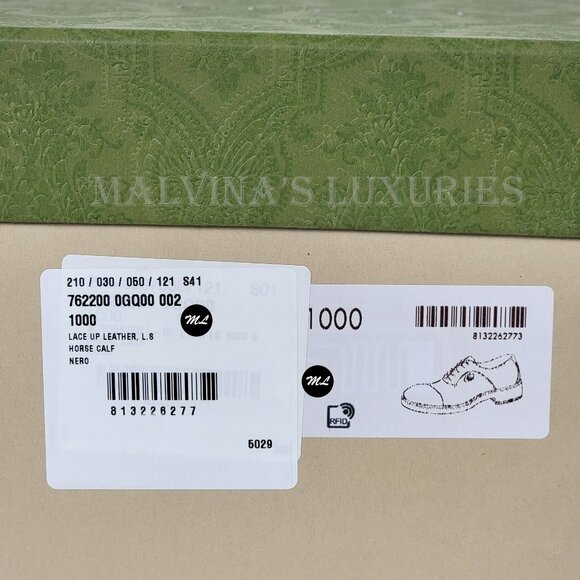 MALVINA'S LUXURIES
210 / 030 / 050 / 121 S41
762200 0GQ00 002
1000
LACE UP LEATHER, L.S
HORSE CALF
NERO
ML
813226277
5029
1000
8132262773
ML
RFID